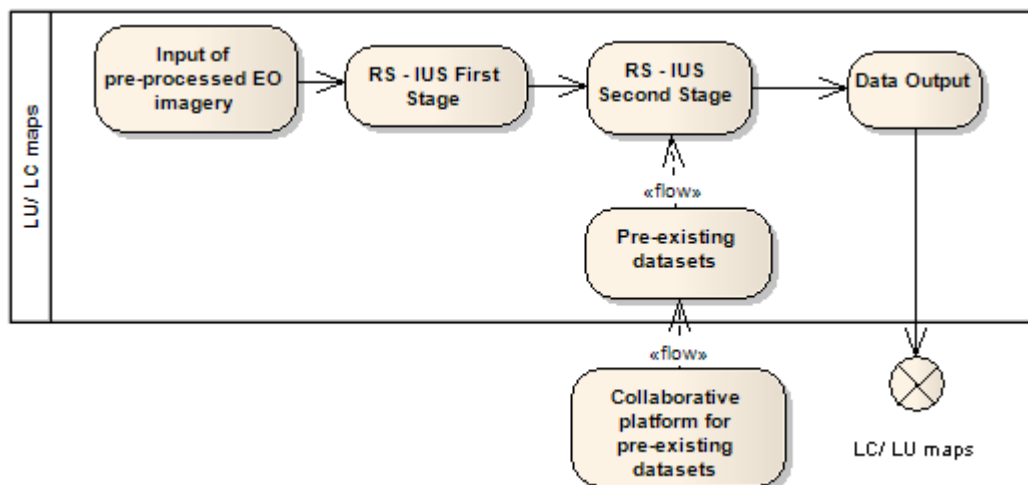 LU/ LC maps
Input of
pre-processed EO
imagery
RS - IUS First
Stage
RS - IUS
Second Stage
Data Output
«flow»
Pre-existing
datasets
«flow»
Collaborative
platform for
pre-existing
datasets
LC/ LU maps